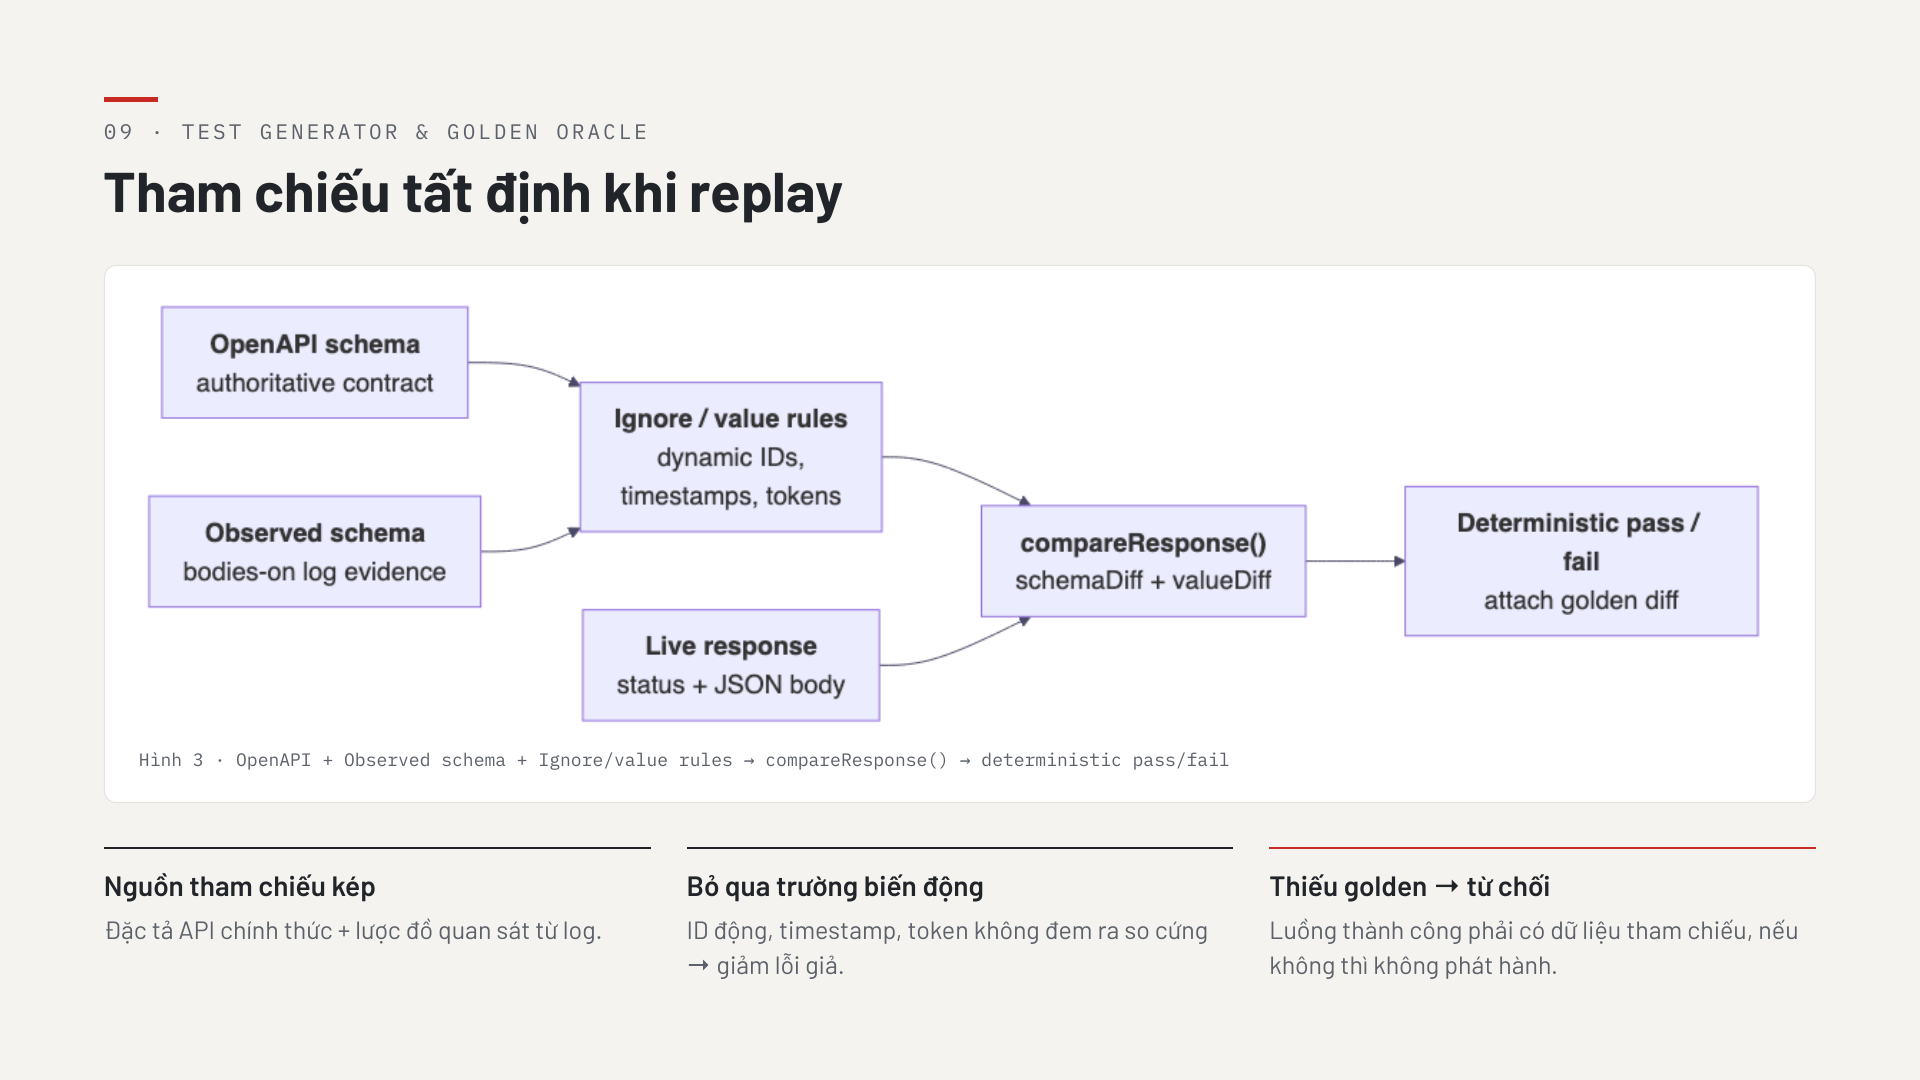 09 · TEST GENERATOR & GOLDEN ORACLE
Tham chiếu tất định khi replay
OpenAPI schema
authoritative contract
Observed schema
bodies-on log evidence
Ignore / value rules
dynamic IDs,
timestamps, tokens
Live response
status + JSON body
compareResponse()
schemaDiff + valueDiff
Deterministic pass /
fail
attach golden diff
Hình 3 · OpenAPI + Observed schema + Ignore/value rules → compareResponse() → deterministic pass/fail
Nguồn tham chiếu kép
Đặc tả API chính thức + lược đồ quan sát từ log.
Bỏ qua trường biến động
ID động, timestamp, token không đem ra so cứng
→ giảm lỗi giả.
Thiếu golden → từ chối
Luồng thành công phải có dữ liệu tham chiếu, nếu
không thì không phát hành.